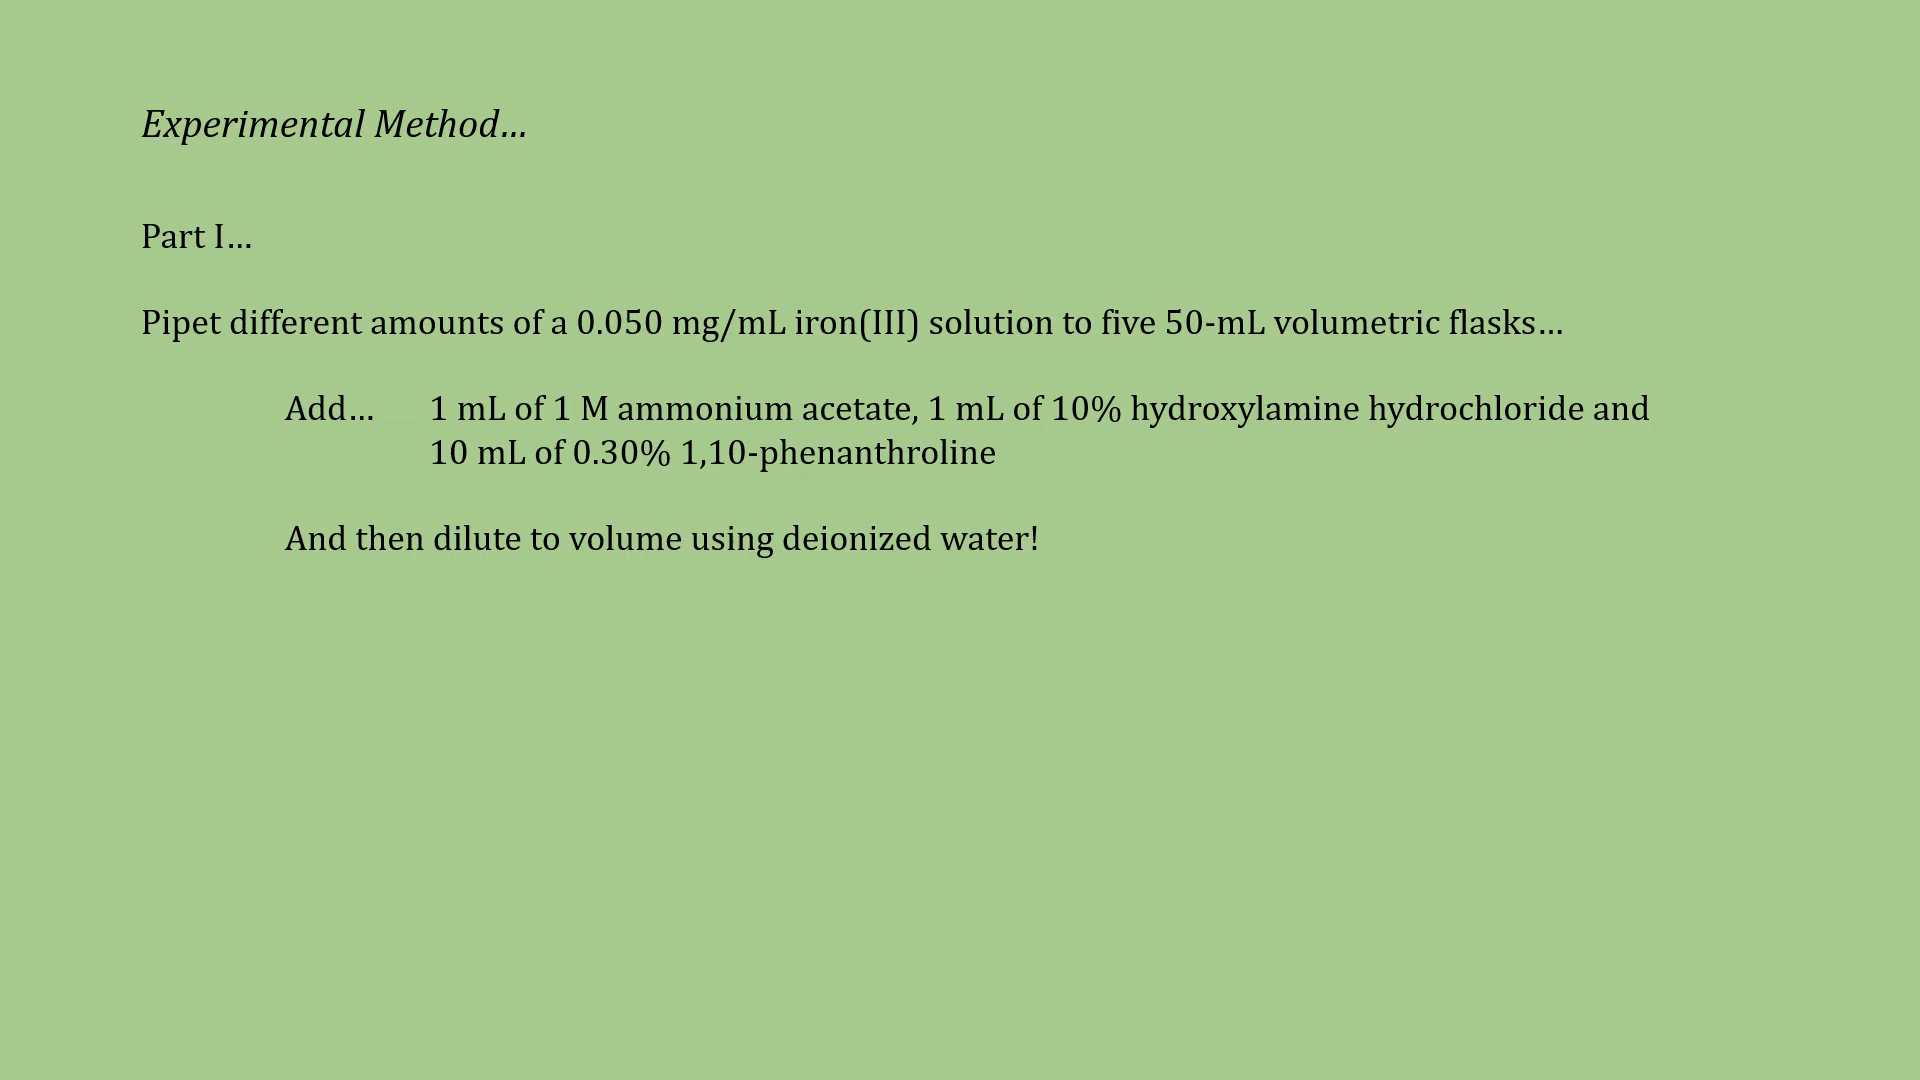 Experimental Method…
Part I…
Pipet different amounts of a 0.050 mg/mL iron(III) solution to five 50-mL volumetric flasks…
Add… 1 mL of 1 M ammonium acetate, 1 mL of 10% hydroxylamine hydrochloride and
10 mL of 0.30% 1,10-phenanthroline
And then dilute to volume using deionized water!